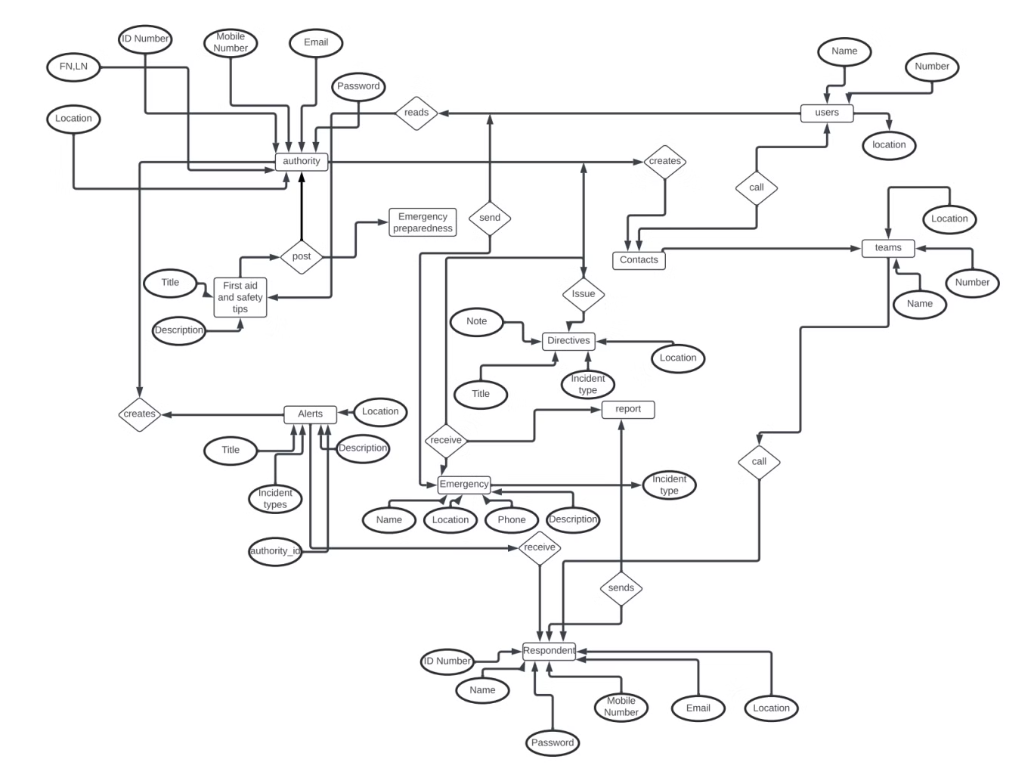 ID Number
Mobile
Number
Email
Name
Number
FN,LN
Password
Location
reads
users
location
authority
creates
call
Location
Emergency
preparedness
send
teams
post
Contacts
Title
First aid
and safety
tips
Issue
Name
Number
Description
Note
Directives
Location
Title
Incident
type
creates
Alerts
Location
report
Title
Description
receive
call
Incident
types
Emergency
Incident
type
Name
Location
Phone
Description
authority_id
receive
sends
ID Number
Respondent
Name
Mobile
Number
Email
Location
Password